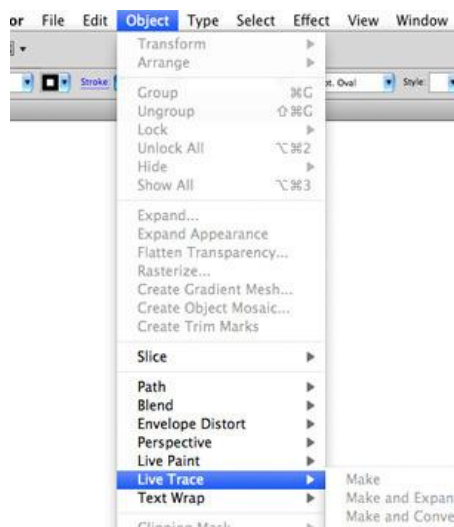 or File Edit Object Type Select Effect View Window
Stroke: pt. Oval Style:
Transform
Arrange
Group ⌘G
Ungroup ⇧⌘G
Lock
Unlock All ⌥⌘2
Hide
Show All ⌥⌘3
Expand...
Expand Appearance
Flatten Transparency...
Rasterize...
Create Gradient Mesh...
Create Object Mosaic...
Create Trim Marks
Slice
Path
Blend
Envelope Distort
Perspective
Live Paint
Live Trace Make
Text Wrap Make and Expan
Clipping Mask Make and Conve